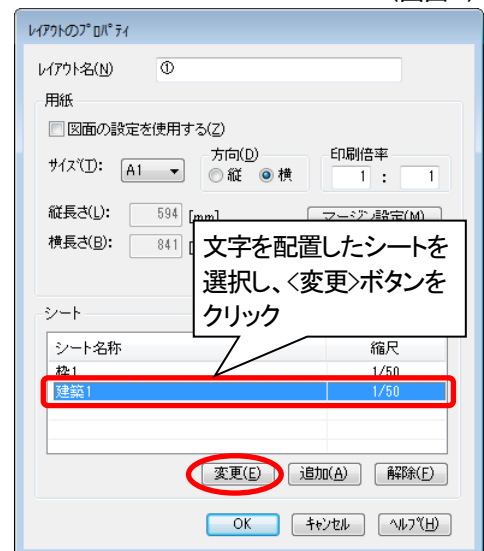 レイアウトのプロパティ
レイアウト名(N) ①
用紙
図面の設定を使用する(Z)
サイズ(T): A1 方向(D) 縦 横 印刷倍率 1 : 1
縦長さ(L): 594 [mm] マージン設定(M)
横長さ(B): 841
文字を配置したシートを
選択し、<変更>ボタンを
クリック
シート
シート名称 縮尺
枠1 1/50
建築1 1/50
変更(E) 追加(A) 解除(F)
OK キャンセル ヘルプ(H)